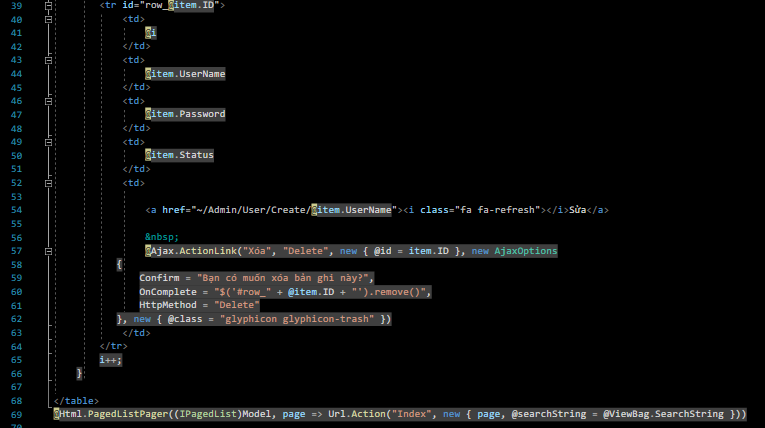 39 <tr id="row_@item.ID">
40 <td>
41 @i
42 </td>
43 <td>
44 @item.UserName
45 </td>
46 <td>
47 @item.Password
48 </td>
49 <td>
50 @item.Status
51 </td>
52 <td>
53
54 <a href="~/Admin/User/Create/@item.UserName"><i class="fa fa-refresh"></i>Sửa</a>
55
56 &nbsp;
57 @Ajax.ActionLink("Xóa", "Delete", new { @id = item.ID }, new AjaxOptions
58 {
59 Confirm = "Bạn có muốn xóa bản ghi này?",
60 OnComplete = "$('#row_" + @item.ID + "').remove()",
61 HttpMethod = "Delete"
62 }, new { @class = "glyphicon glyphicon-trash" })
63 </td>
64 </tr>
65 i++;
66 }
67
68 </table>
69 @Html.PagedListPager((IPagedList)Model, page => Url.Action("Index", new { page, @searchString = @ViewBag.SearchString }))
70